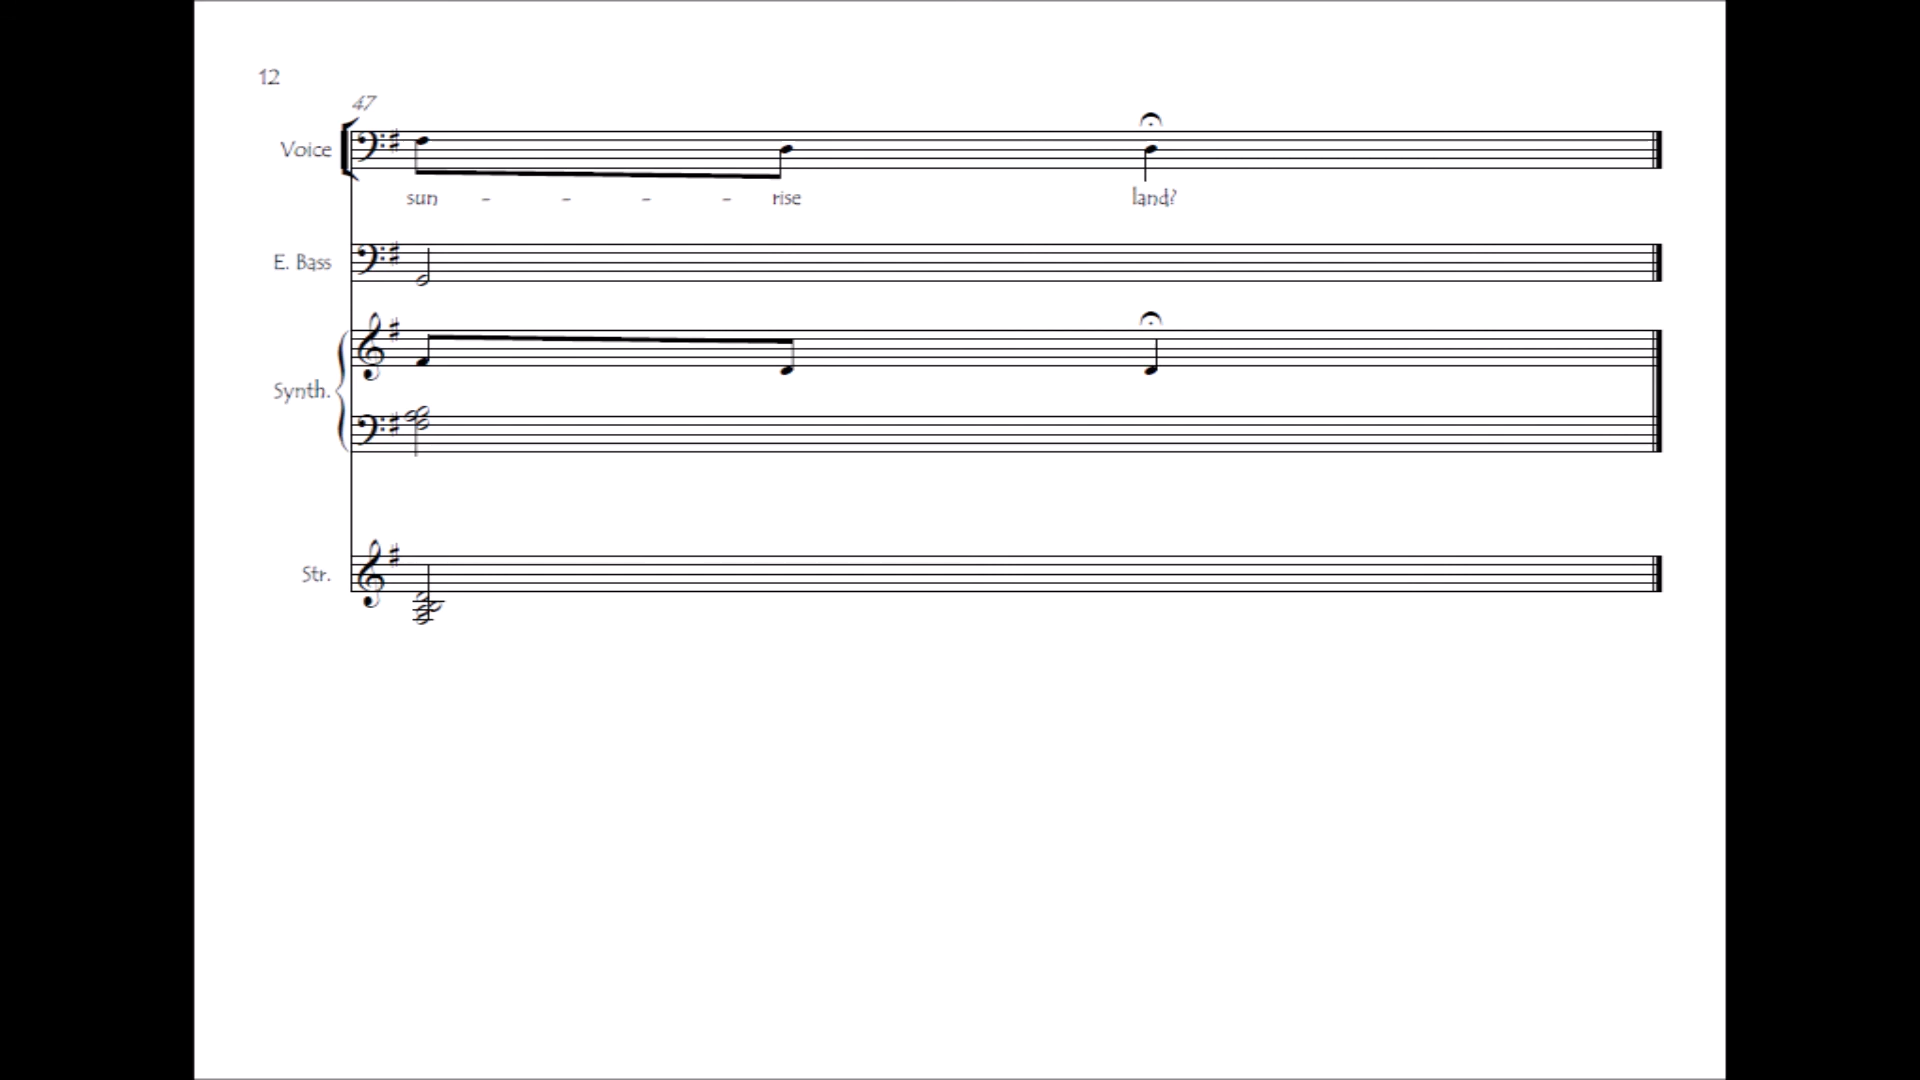 12
47
Voice
sun - - - - rise land?
E. Bass
Synth.
Str.